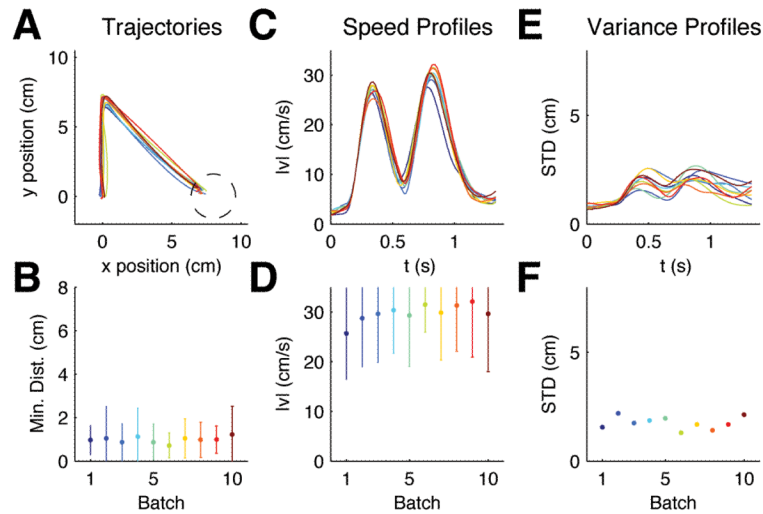 A Trajectories
C Speed Profiles
E Variance Profiles
y position (cm)
10
5
0
0 5 10
x position (cm)
lvl (cm/s)
30
20
10
0
0 0.5 1
t (s)
STD (cm)
5
0
0 0.5 1
t (s)
B
Min. Dist. (cm)
8
6
4
2
0
1 5 10
Batch
D
lvl (cm/s)
30
20
10
0
1 5 10
Batch
F
STD (cm)
5
0
1 5 10
Batch